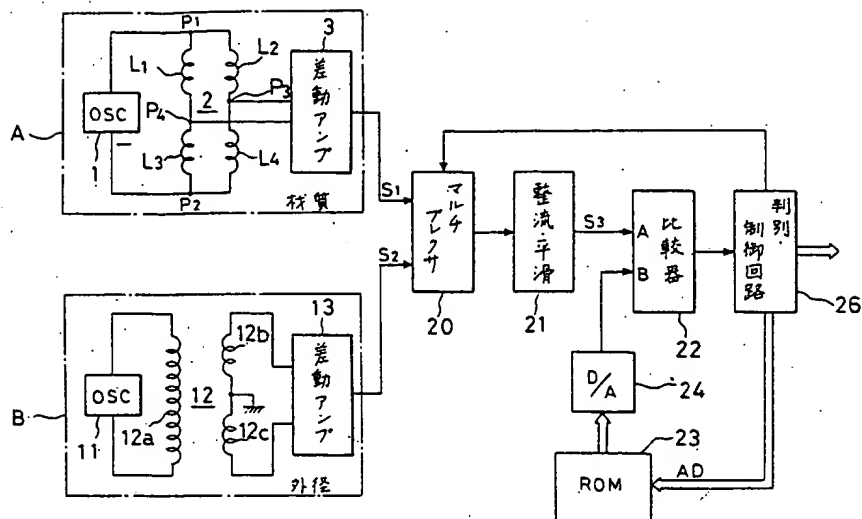 A
P1
L1
L2
OSC
1
2
P3
P4
L3
L4
P2
3
差動アンプ
材質
S1
S2
マルチプレクサ
20
整流・平滑
21
S3
A
B
比較器
22
判別・
制御回路
26
D/A
24
23
ROM
AD
B
OSC
11
12a
12
12b
12c
13
差動アンプ
外径